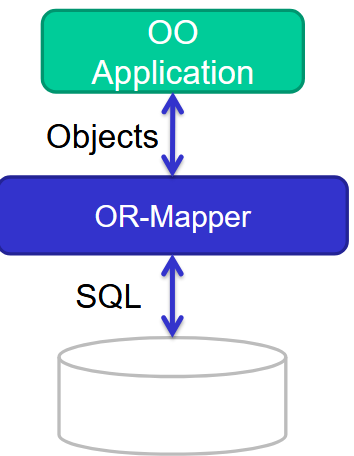 OO
Application
Objects
OR-Mapper
SQL